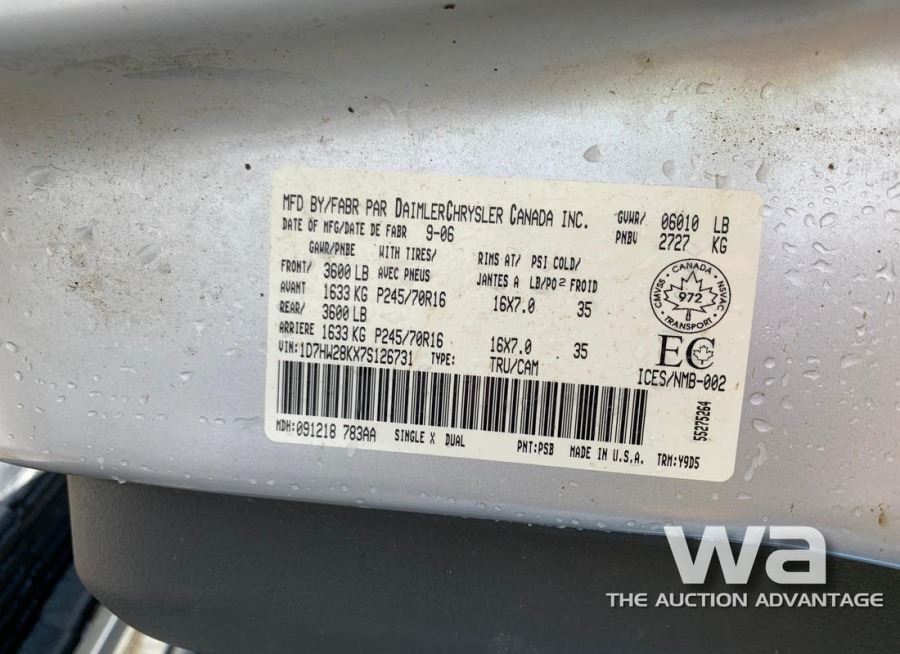 MFD BY/FABR PAR DAIMLERCHRYSLER CANADA INC. GVWR/ 06010 LB
DATE OF MFG/DATE DE FABR 9-06 PNBV 2727 KG
GAWR/PNBE WITH TIRES/ RIMS AT/ PSI COLD/
FRONT/ 3600 LB AVEC PNEUS JANTES A LB/PO² FROID
AVANT 1633 KG P245/70R16 16X7.0 35
REAR/ 3600 LB
ARRIERE 1633 KG P245/70R16 16X7.0 35
VIN: 1D7HW28KX7S126731 TYPE: TRU/CAM
CANADA
CMVSS 972 NSVAC
TRANSPORT
EC
ICES/NMB-002
55275264
MDH: 091218 783AA SINGLE X DUAL PNT: PSB MADE IN U.S.A. TRM: Y9D5
wa
THE AUCTION ADVANTAGE